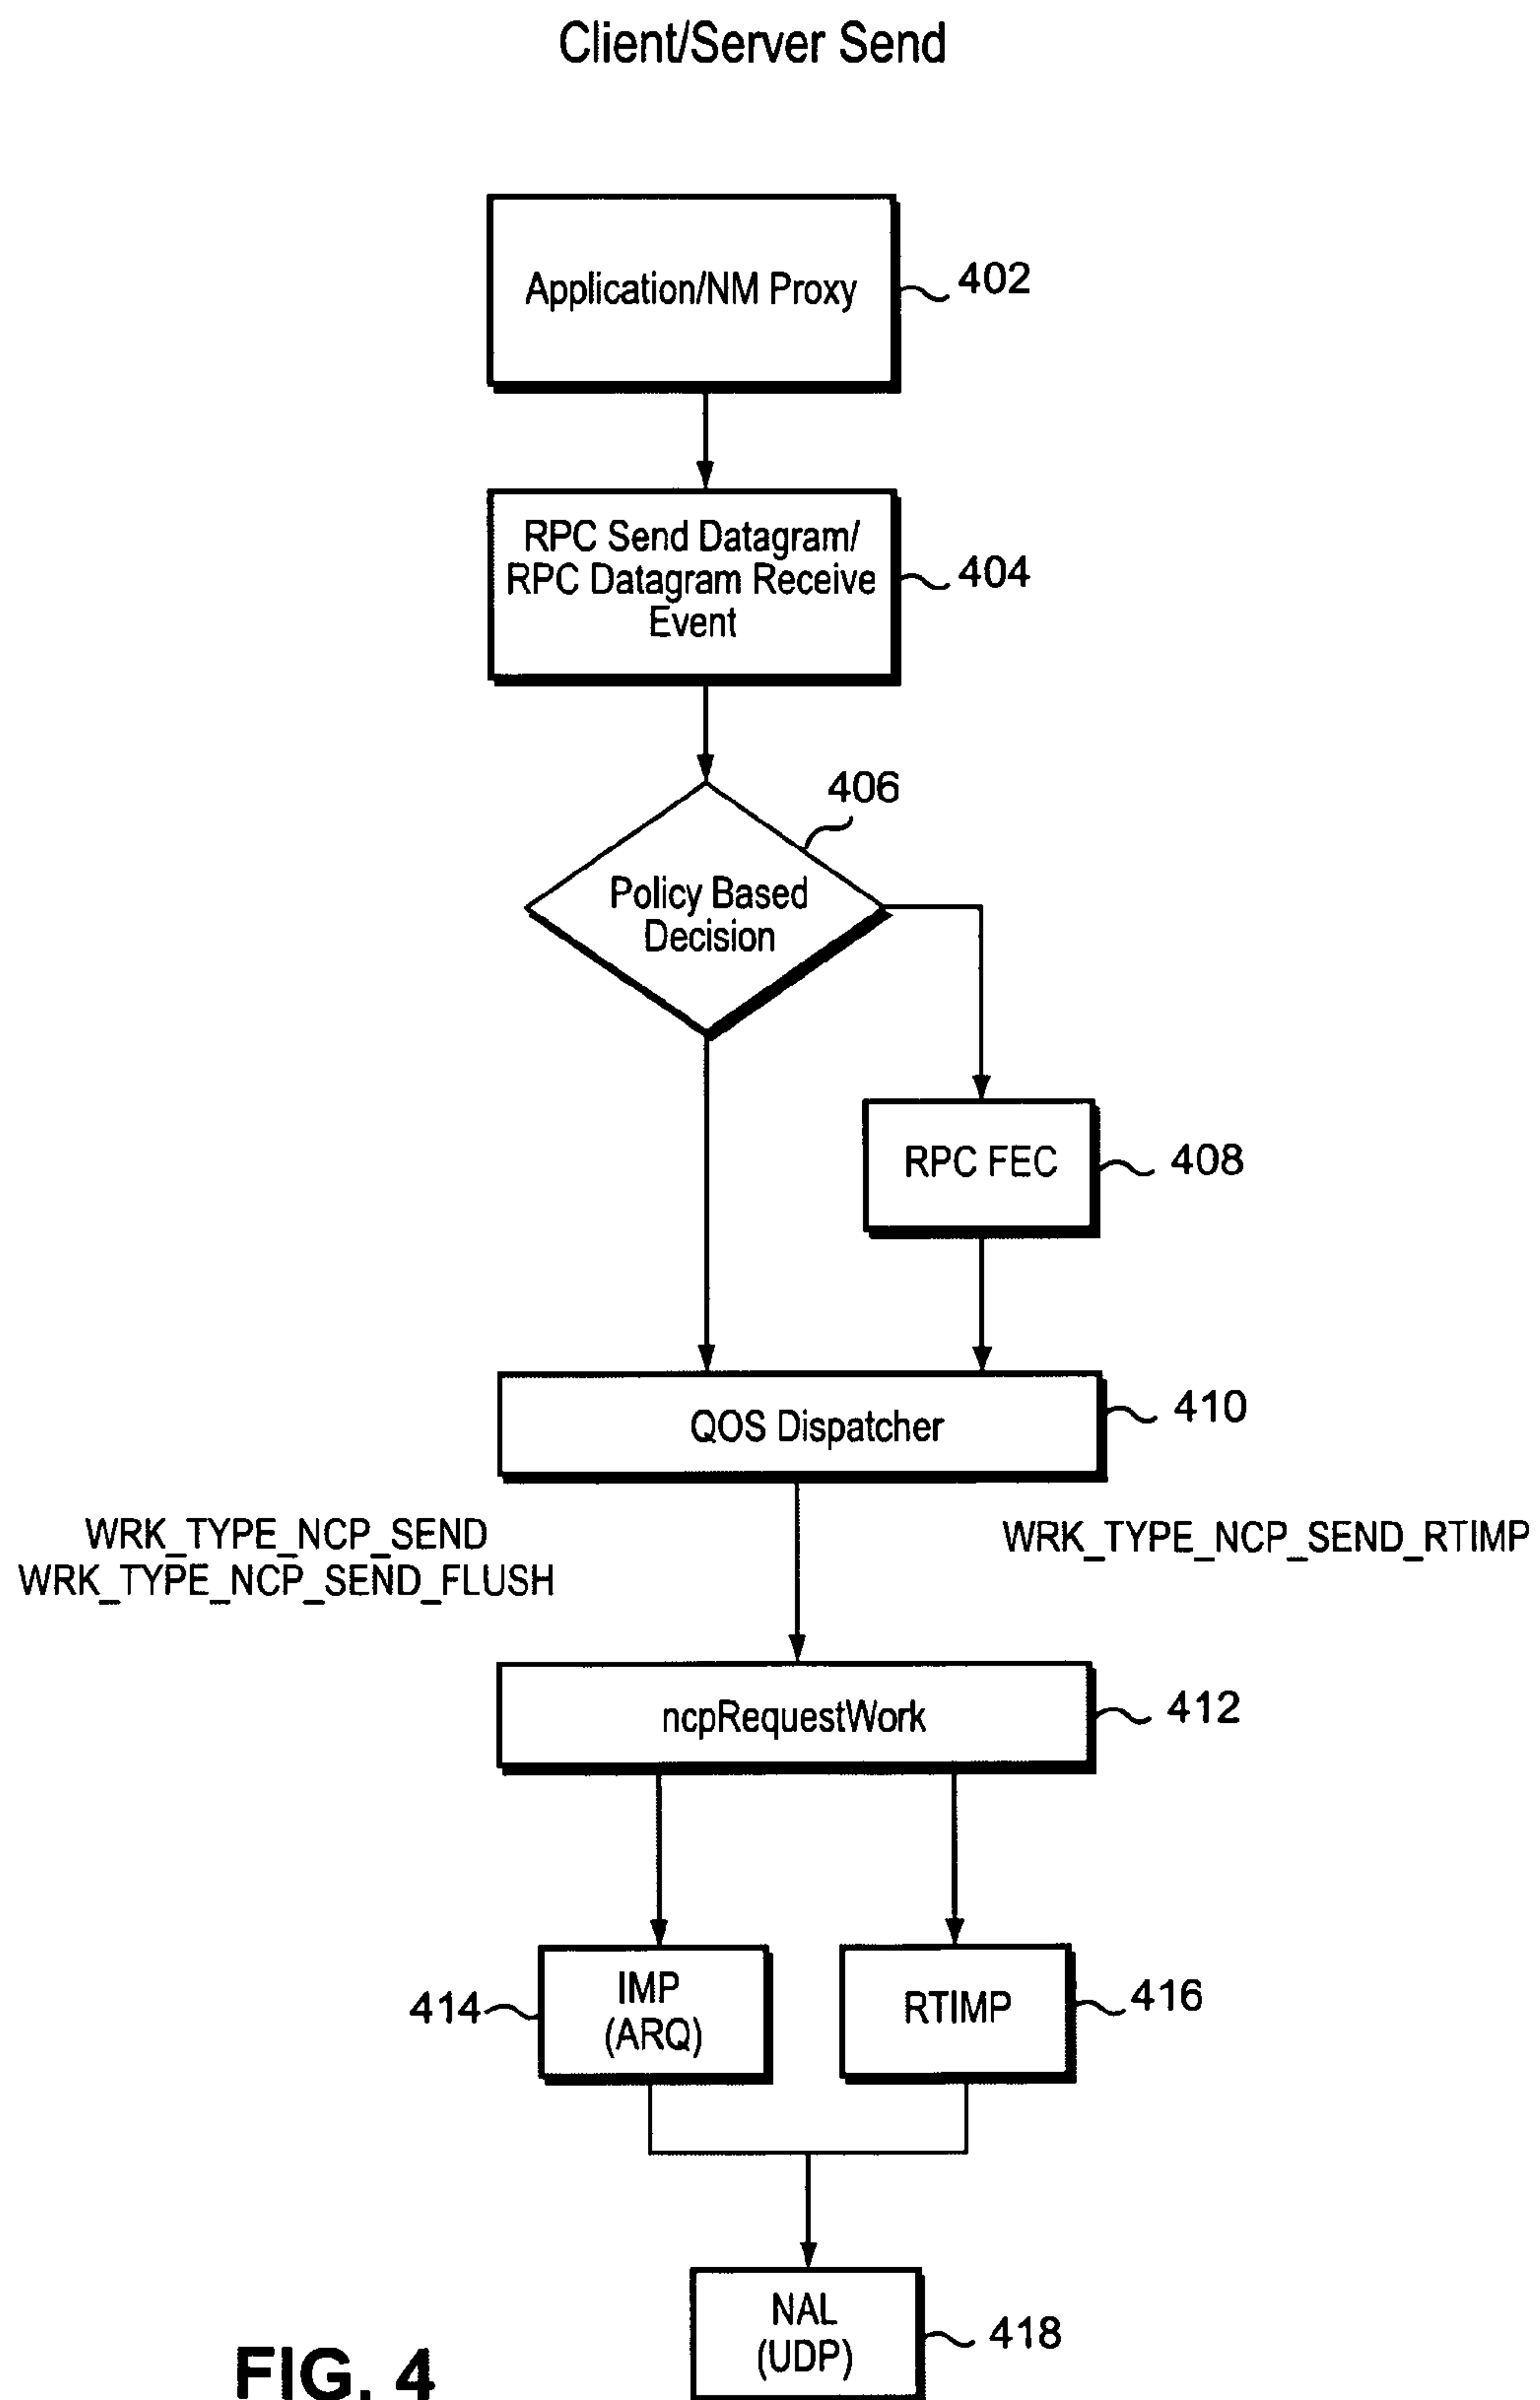 Client/Server Send
Application/NM Proxy
402
RPC Send Datagram/
RPC Datagram Receive
Event
404
406
Policy Based
Decision
RPC FEC
408
QOS Dispatcher
410
WRK_TYPE_NCP_SEND
WRK_TYPE_NCP_SEND_FLUSH
WRK_TYPE_NCP_SEND_RTIMP
ncpRequestWork
412
414
IMP
(ARQ)
RTIMP
416
NAL
(UDP)
418
FIG. 4